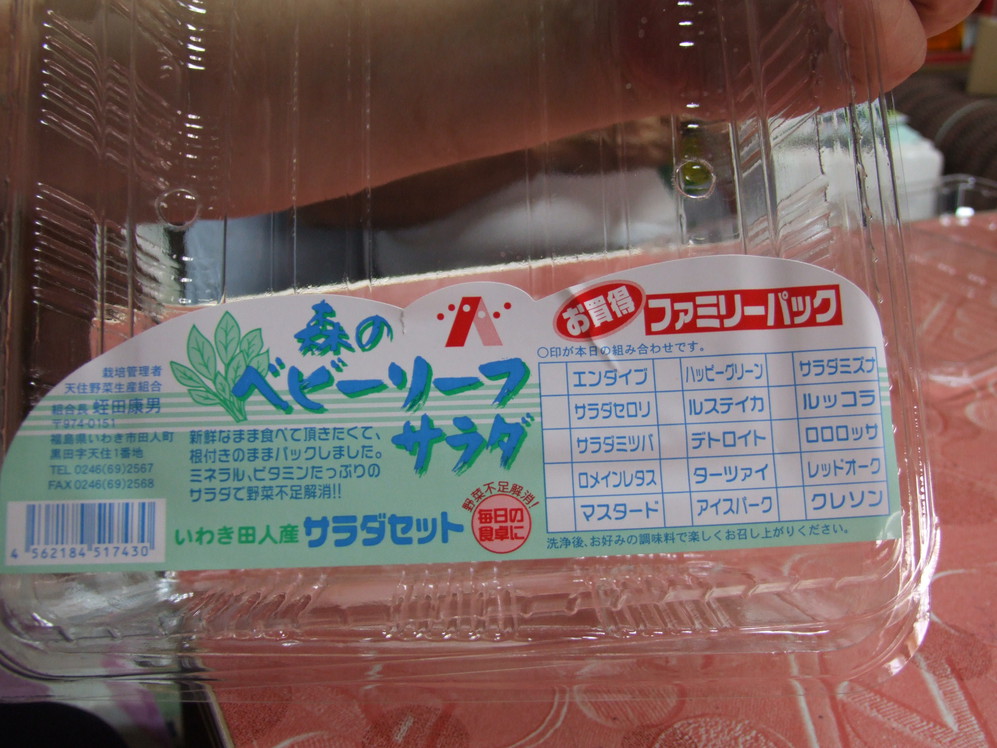 森の
ベビーリーフ
サラダ
お買得
ファミリーパック
栽培管理者
天住野菜生産組合
組合長 蛭田康男
〒974-0151
福島県いわき市田人町
黒田字天住1番地
TEL 0246(69)2567
FAX 0246(69)2568
4 562184 517430
新鮮なまま食べて頂きたくて、
根付きのままパックしました。
ミネラル、ビタミンたっぷりの
サラダで野菜不足解消!!
いわき田人産 サラダセット
野菜不足解消!
毎日の
食卓に
〇印が本日の組み合わせです。
エンダイブ ハッピーグリーン サラダミズナ
サラダセロリ ルスティカ ルッコラ
サラダミツバ デトロイト ロロロッサ
ロメインレタス ターツァイ レッドオーク
マスタード アイスパーク クレソン
洗浄後、お好みの調味料で楽しくお召し上がりください。